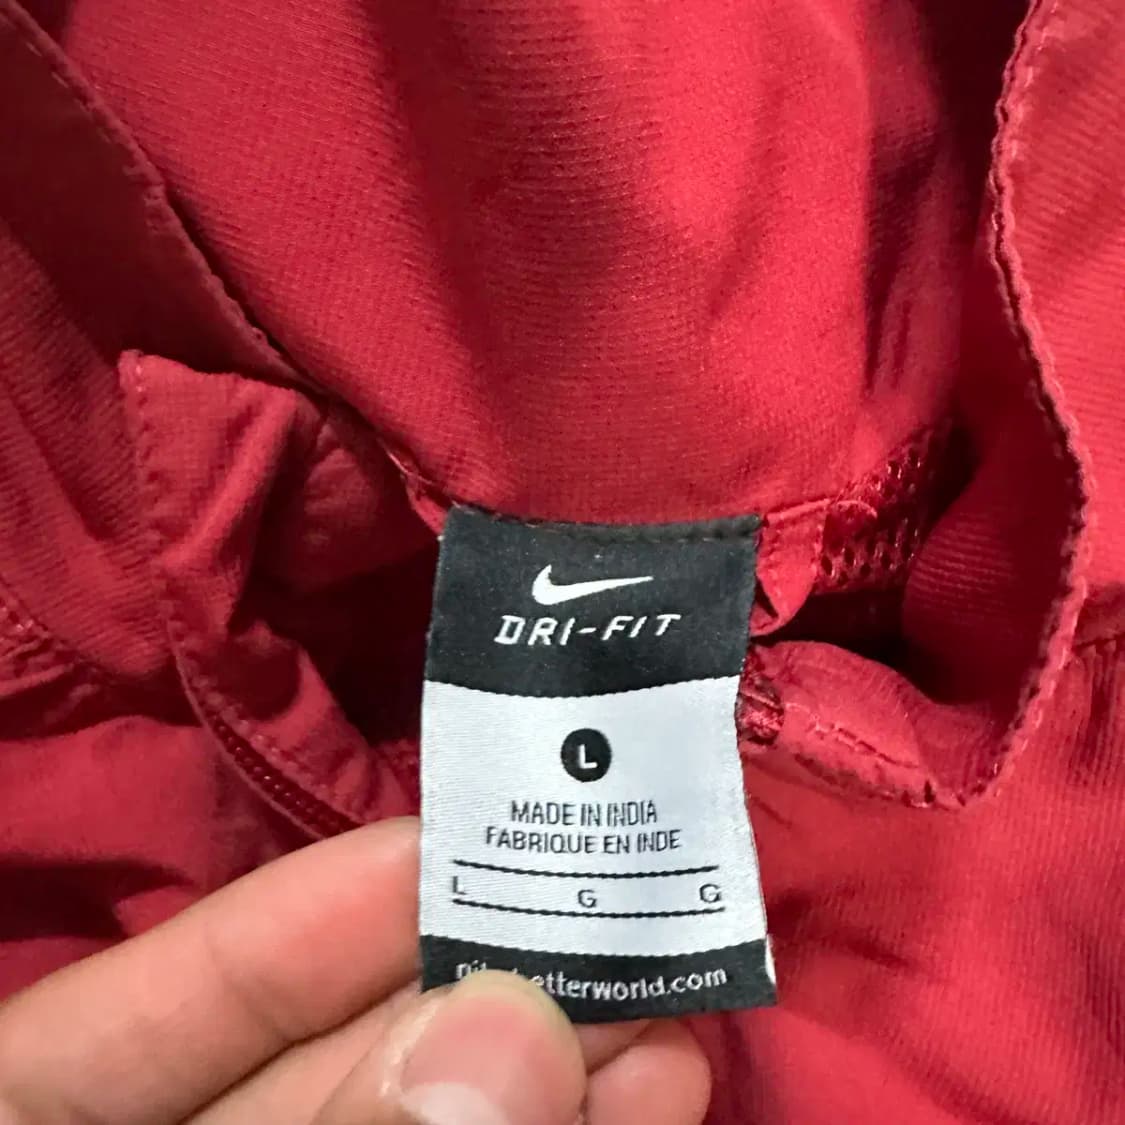 DRI-FIT
L
MADE IN INDIA
FABRIQUE EN INDE
L G G